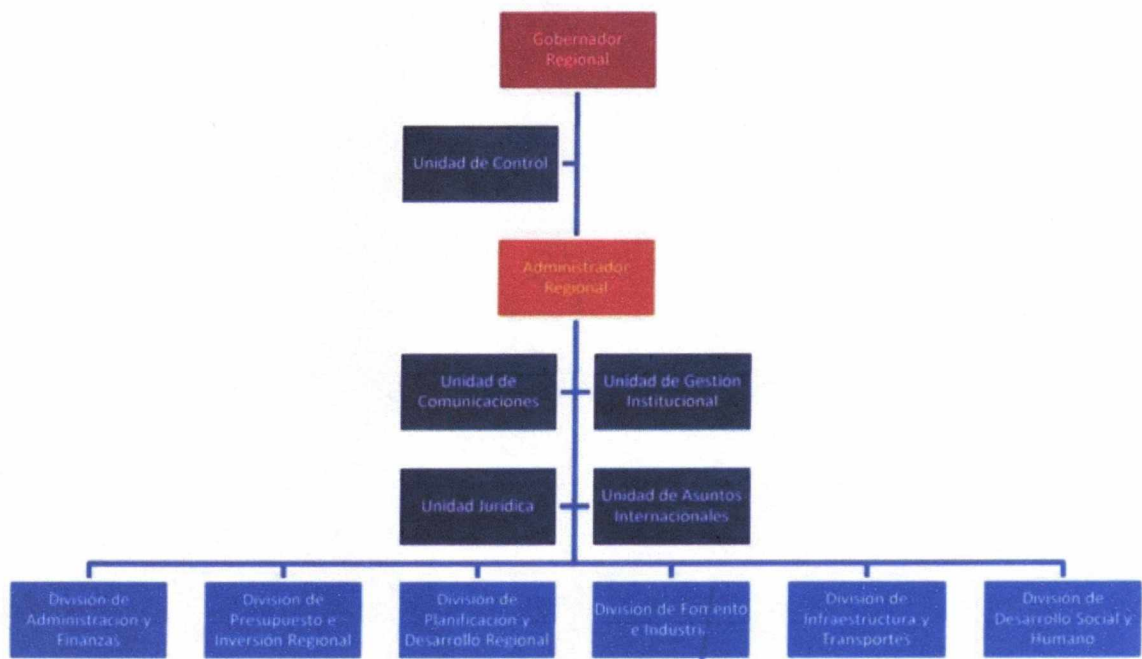 Gobernador
Regional
Unidad de Control
Administrador
Regional
Unidad de
Comunicaciones
Unidad de Gestión
Institucional
Unidad Jurídica
Unidad de Asuntos
Internacionales
División de
Administración y
Finanzas
División de
Presupuesto e
Inversión Regional
División de
Planificación y
Desarrollo Regional
División de Fomento
e Industri
División de
Infraestructura y
Transportes
División de
Desarrollo Social y
Humano